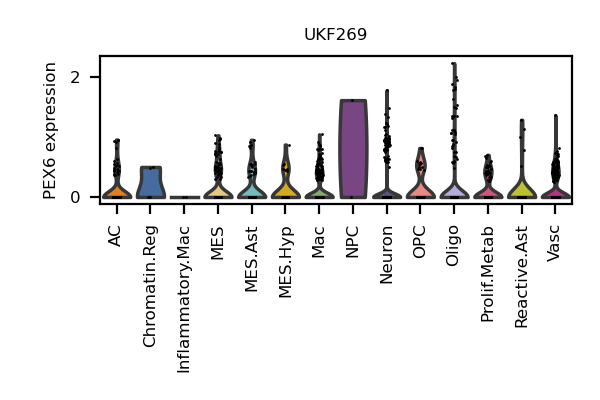 UKF269
PEX6 expression
2
0
AC
Chromatin.Reg
Inflammatory.Mac
MES
MES.Ast
MES.Hyp
Mac
NPC
Neuron
OPC
Oligo
Prolif.Metab
Reactive.Ast
Vasc